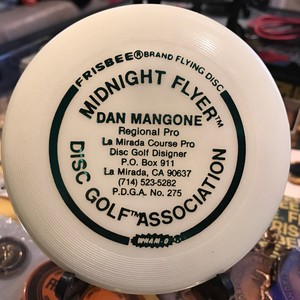 FRISBEE® BRAND FLYING DISC
MIDNIGHT FLYER™
DAN MANGONE
Regional Pro
La Mirada Course Pro
Disc Golf Disigner
P.O. Box 911
La Mirada, CA 90637
(714) 523-5282
P.D.G.A. No. 275
DiSC GOLF™ ASSOCIATION
WHAM-O®